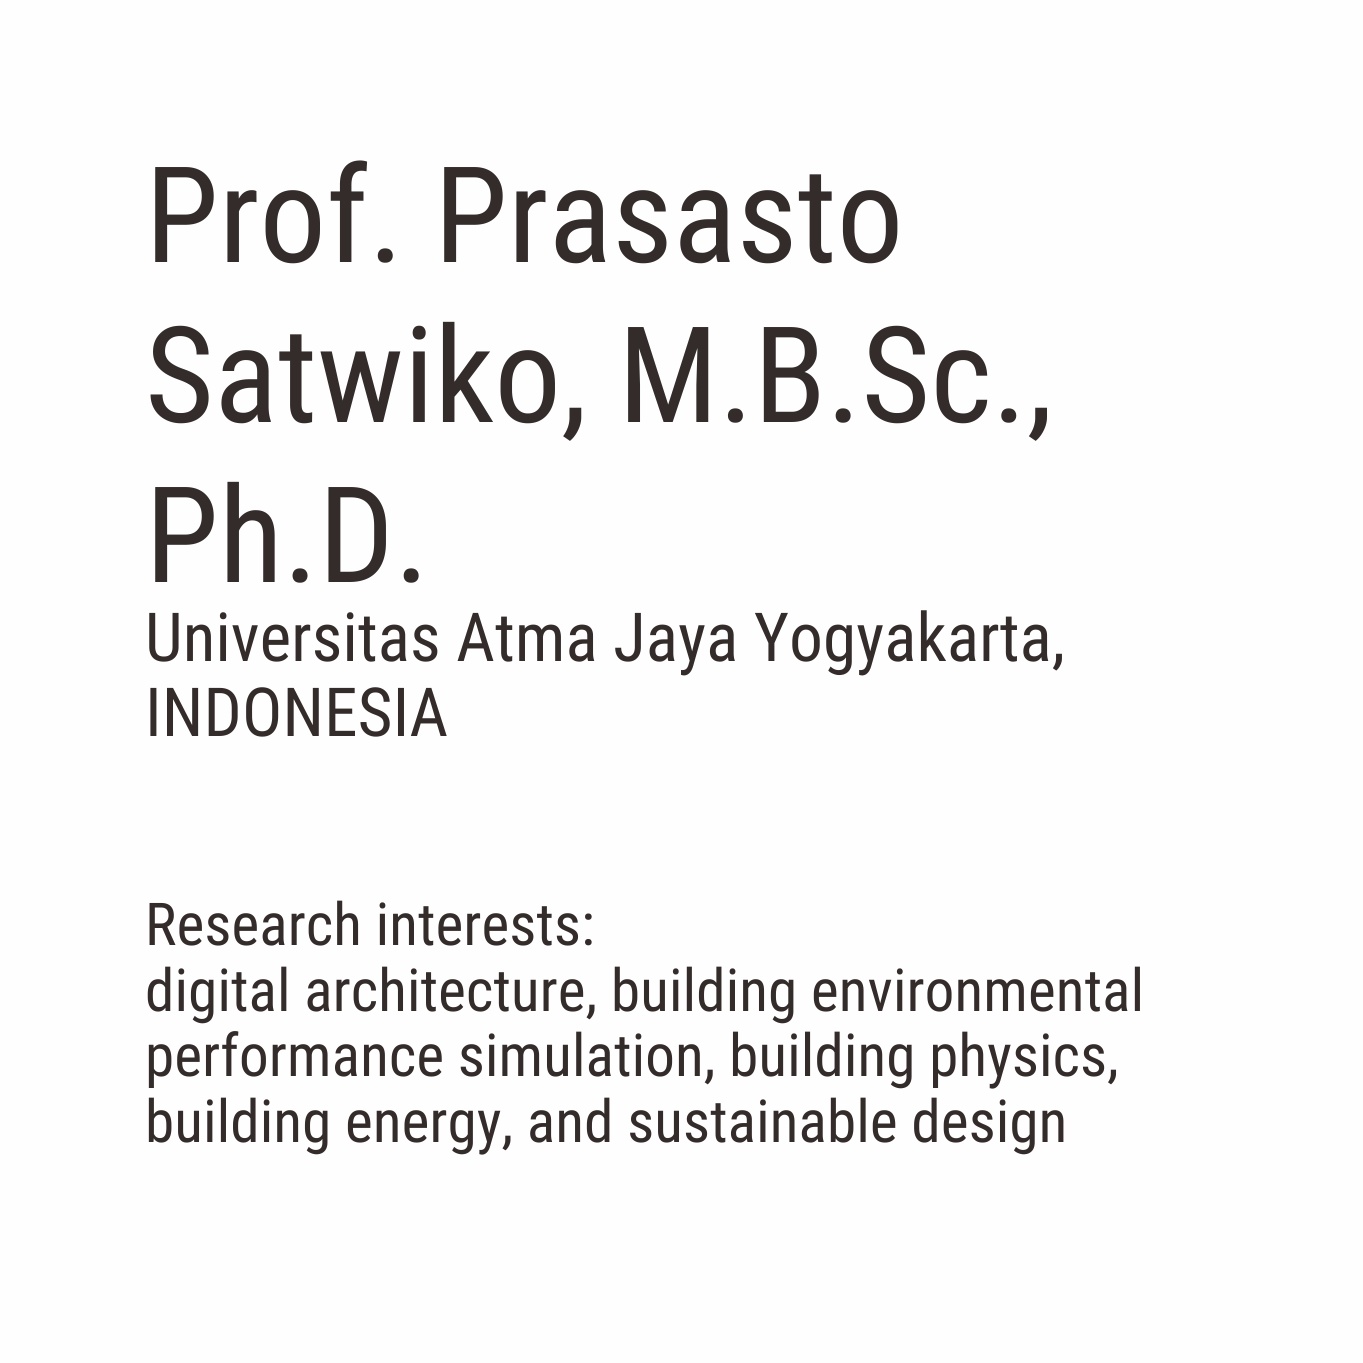 Prof. Prasasto
Satwiko, M.B.Sc.,
Ph.D.
Universitas Atma Jaya Yogyakarta,
INDONESIA
Research interests:
digital architecture, building environmental
performance simulation, building physics,
building energy, and sustainable design